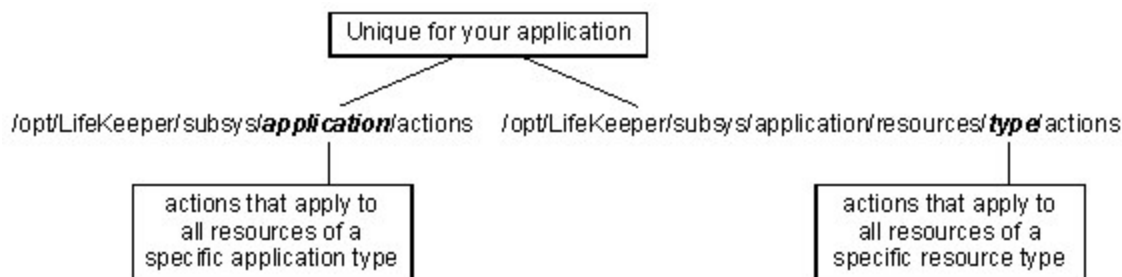 Unique for your application
/opt/LifeKeeper/subsys/application/actions /opt/LifeKeeper/subsys/application/resources/type/actions
actions that apply to
all resources of a
specific application type
actions that apply to
all resources of a
specific resource type